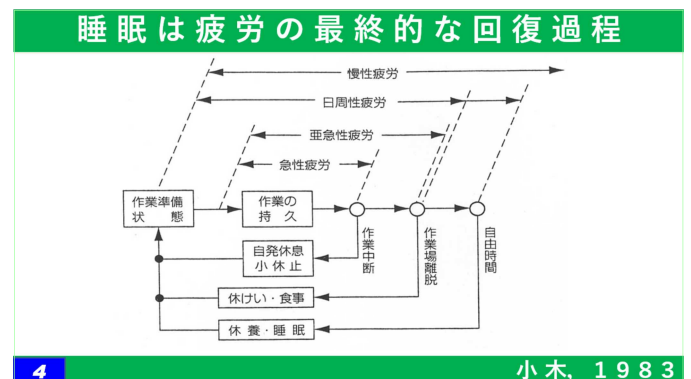 睡眠は疲労の最終的な回復過程
慢性疲労
日周性疲労
亜急性疲労
急性疲労
作業準備
状　態
作業の
持　久
作業中断
作業場離脱
自由時間
自発休息
小 休 止
休けい・食事
休 養・睡 眠
4
小木, 1983